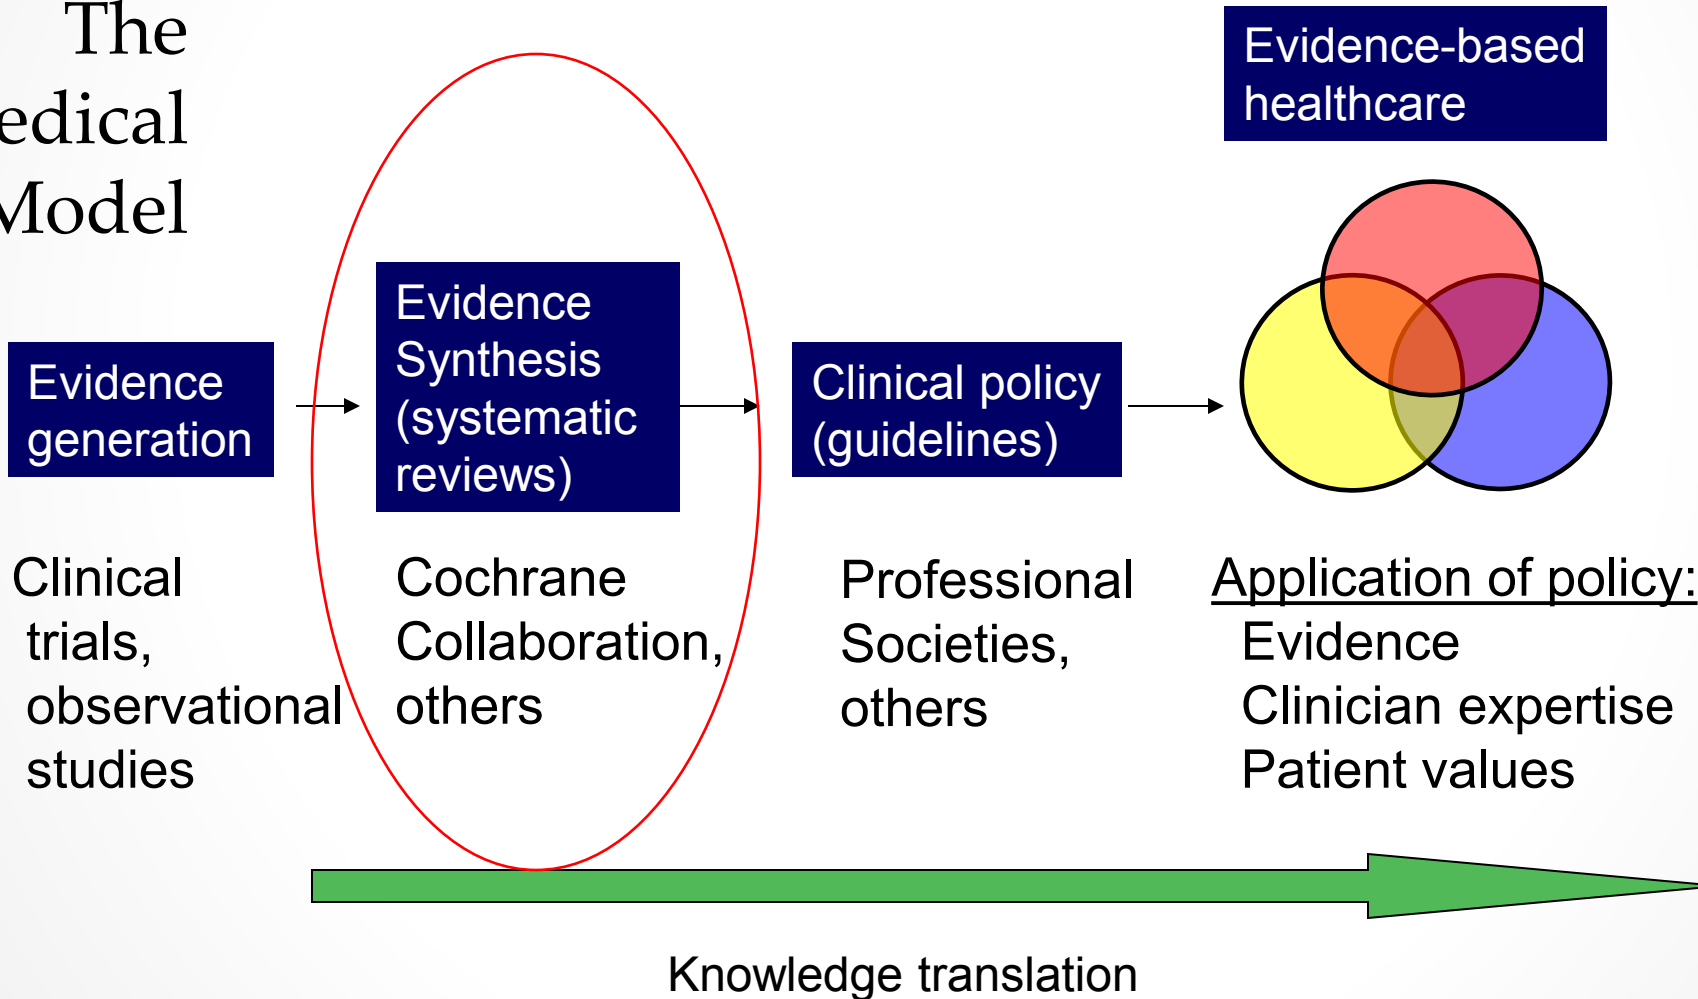 The
edical
Model
Evidence-based
healthcare
Evidence
generation
Evidence
Synthesis
(systematic
reviews)
Clinical policy
(guidelines)
Clinical
trials,
observational
studies
Cochrane
Collaboration,
others
Professional
Societies,
others
Application of policy:
Evidence
Clinician expertise
Patient values
Knowledge translation